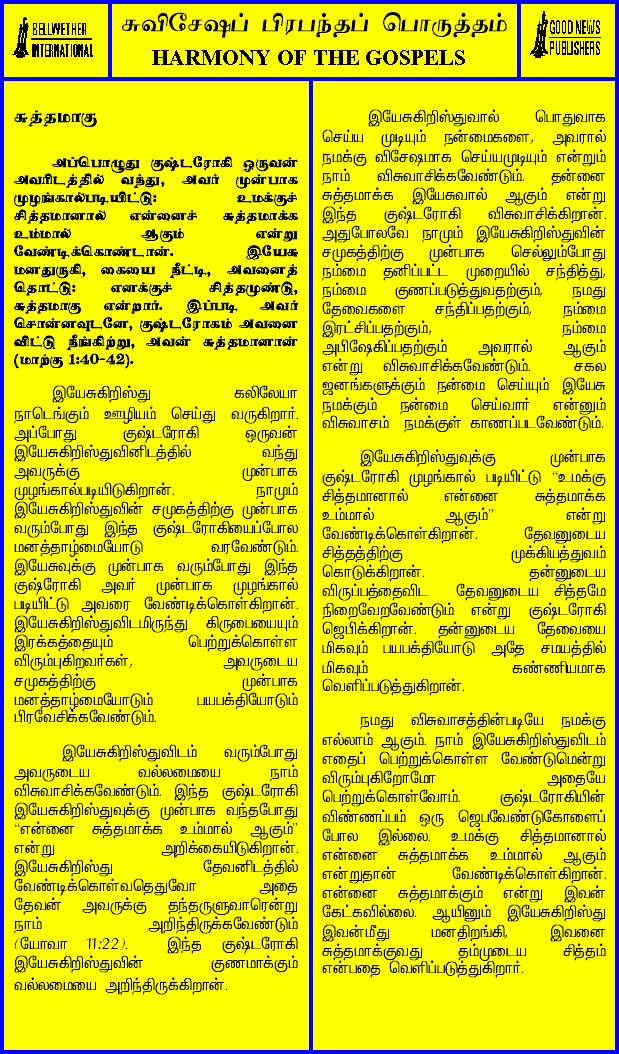 BELLWETHER
INTERNATIONAL
சுவிசேஷப் பிரபந்தப் பொருத்தம்
HARMONY OF THE GOSPELS
GOOD NEWS
PUBLISHERS
சுத்தமாகு
அப்பொழுது குஷ்டரோகி ஒருவன்
அவரிடத்தில் வந்து, அவர் முன்பாக
முழங்கால்படியிட்டு: உமக்குச்
சித்தமானால் என்னைச் சுத்தமாக்க
உம்மால் ஆகும் என்று
வேண்டிக்கொண்டான். இயேசு
மனதுருகி, கையை நீட்டி, அவனைத்
தொட்டு: எனக்குச் சித்தமுண்டு,
சுத்தமாகு என்றார். இப்படி அவர்
சொன்னவுடனே, குஷ்டரோகம் அவனை
விட்டு நீங்கிற்று, அவன் சுத்தமானான்
(மாற்கு 1:40-42).
இயேசுகிறிஸ்து கலிலேயா
நாடெங்கும் ஊழியம் செய்து வருகிறார்.
அப்போது குஷ்டரோகி ஒருவன்
இயேசுகிறிஸ்துவினிடத்தில் வந்து
அவருக்கு முன்பாக
முழங்கால்படியிடுகிறான். நாமும்
இயேசுகிறிஸ்துவின் சமுகத்திற்கு முன்பாக
வரும்போது இந்த குஷ்டரோகியைப்போல
மனத்தாழ்மையோடு வரவேண்டும்.
இயேசுவுக்கு முன்பாக வரும்போது இந்த
குஷ்ரோகி அவர் முன்பாக முழங்கால்
படியிட்டு அவரை வேண்டிக்கொள்கிறான்.
இயேசுகிறிஸ்துவிடமிருந்து கிருபையையும்
இரக்கத்தையும் பெற்றுக்கொள்ள
விரும்புகிறவர்கள், அவருடைய
சமுகத்திற்கு முன்பாக
மனத்தாழ்மையோடும் பயபக்தியோடும்
பிரவேசிக்கவேண்டும்.
இயேசுகிறிஸ்துவிடம் வரும்போது
அவருடைய வல்லமையை நாம்
விசுவாசிக்கவேண்டும். இந்த குஷ்டரோகி
இயேசுகிறிஸ்துவுக்கு முன்பாக வந்தபோது
“என்னை சுத்தமாக்க உம்மால் ஆகும்”
என்று அறிக்கையிடுகிறான்.
இயேசுகிறிஸ்து தேவனிடத்தில்
வேண்டிக்கொள்வதெதுவோ அதை
தேவன் அவருக்கு தந்தருளுவாரென்று
நாம் அறிந்திருக்கவேண்டும்
(யோவா 11:22). இந்த குஷ்டரோகி
இயேசுகிறிஸ்துவின் குணமாக்கும்
வல்லமையை அறிந்திருக்கிறான்.
இயேசுகிறிஸ்துவால் பொதுவாக
செய்ய முடியும் நன்மைகளை, அவரால்
நமக்கு விசேஷமாக செய்யமுடியும் என்றும்
நாம் விசுவாசிக்கவேண்டும். தன்னை
சுத்தமாக்க இயேசுவால் ஆகும் என்று
இந்த குஷ்டரோகி விசுவாசிக்கிறான்.
அதுபோலவே நாமும் இயேசுகிறிஸ்துவின்
சமுகத்திற்கு முன்பாக செல்லும்போது
நம்மை தனிப்பட்ட முறையில் சந்தித்து,
நம்மை குணப்படுத்துவதற்கும், நமது
தேவைகளை சந்திப்பதற்கும், நம்மை
இரட்சிப்பதற்கும், நம்மை
அபிஷேகிப்பதற்கும் அவரால் ஆகும்
என்று விசுவாசிக்கவேண்டும். சகல
ஜனங்களுக்கும் நன்மை செய்யும் இயேசு
நமக்கும் நன்மை செய்வார் என்னும்
விசுவாசம் நமக்குள் காணப்படவேண்டும்.
இயேசுகிறிஸ்துவுக்கு முன்பாக
குஷ்டரோகி முழங்கால் படியிட்டு “உமக்கு
சித்தமானால் என்னை சுத்தமாக்க
உம்மால் ஆகும்” என்று
வேண்டிக்கொள்கிறான். தேவனுடைய
சித்தத்திற்கு முக்கியத்துவம்
கொடுக்கிறான். தன்னுடைய
விருப்பத்தைவிட தேவனுடைய சித்தமே
நிறைவேறவேண்டும் என்று குஷ்டரோகி
ஜெபிக்கிறான். தன்னுடைய தேவையை
மிகவும் பயபக்தியோடு அதே சமயத்தில்
மிகவும் கண்ணியமாக
வெளிப்படுத்துகிறான்.
நமது விசுவாசத்தின்படியே நமக்கு
எல்லாம் ஆகும். நாம் இயேசுகிறிஸ்துவிடம்
எதைப் பெற்றுக்கொள்ள வேண்டுமென்று
விரும்புகிறோமோ அதையே
பெற்றுக்கொள்வோம். குஷ்டரோகியின்
விண்ணப்பம் ஒரு ஜெபவேண்டுகோளைப்
போல இல்லை. உமக்கு சித்தமானால்
என்னை சுத்தமாக்க உம்மால் ஆகும்
என்றுதான் வேண்டிக்கொள்கிறான்.
என்னை சுத்தமாக்கும் என்று இவன்
கேட்கவில்லை. ஆயினும் இயேசுகிறிஸ்து
இவன்மீது மனதிறங்கி, இவனை
சுத்தமாக்குவது தம்முடைய சித்தம்
என்பதை வெளிப்படுத்துகிறார்.